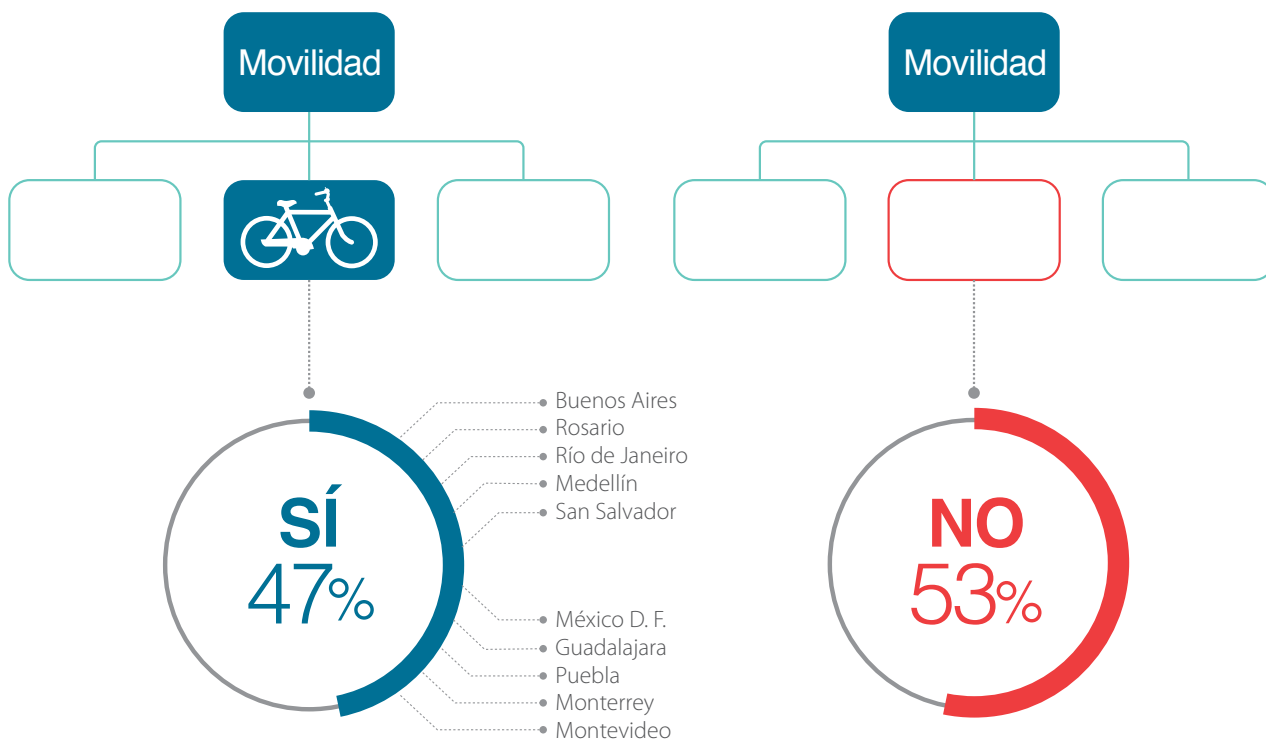 Movilidad
Movilidad
SÍ
47%
Buenos Aires
Rosario
Río de Janeiro
Medellín
San Salvador
México D. F.
Guadalajara
Puebla
Monterrey
Montevideo
NO
53%